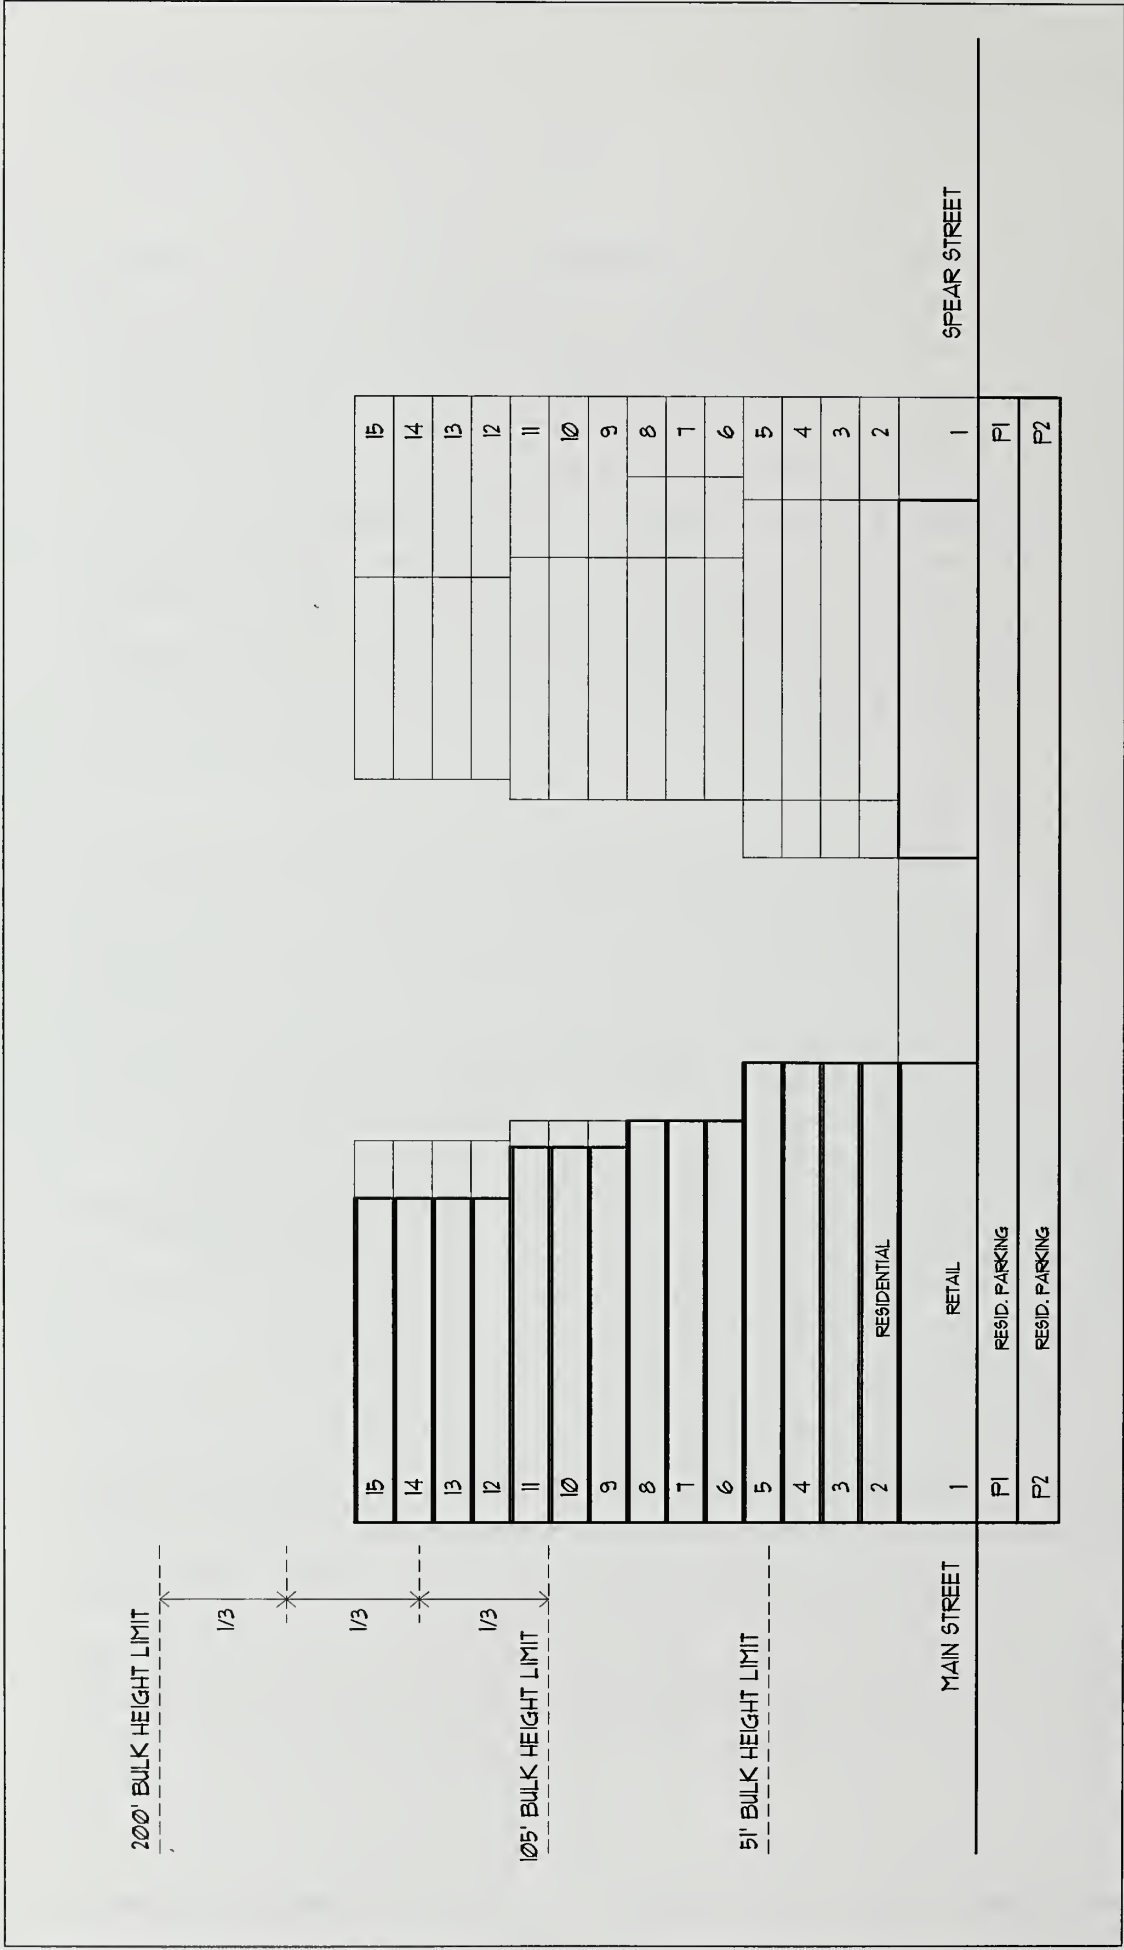 200' BULK HEIGHT LIMIT
1/3
1/3
1/3
105' BULK HEIGHT LIMIT
51' BULK HEIGHT LIMIT
MAIN STREET
15
14
13
12
11
10
9
8
7
6
5
4
3
2
1
P1
P2
RESIDENTIAL
RETAIL
RESID. PARKING
RESID. PARKING
15
14
13
12
11
10
9
8
7
6
5
4
3
2
1
P1
P2
SPEAR STREET